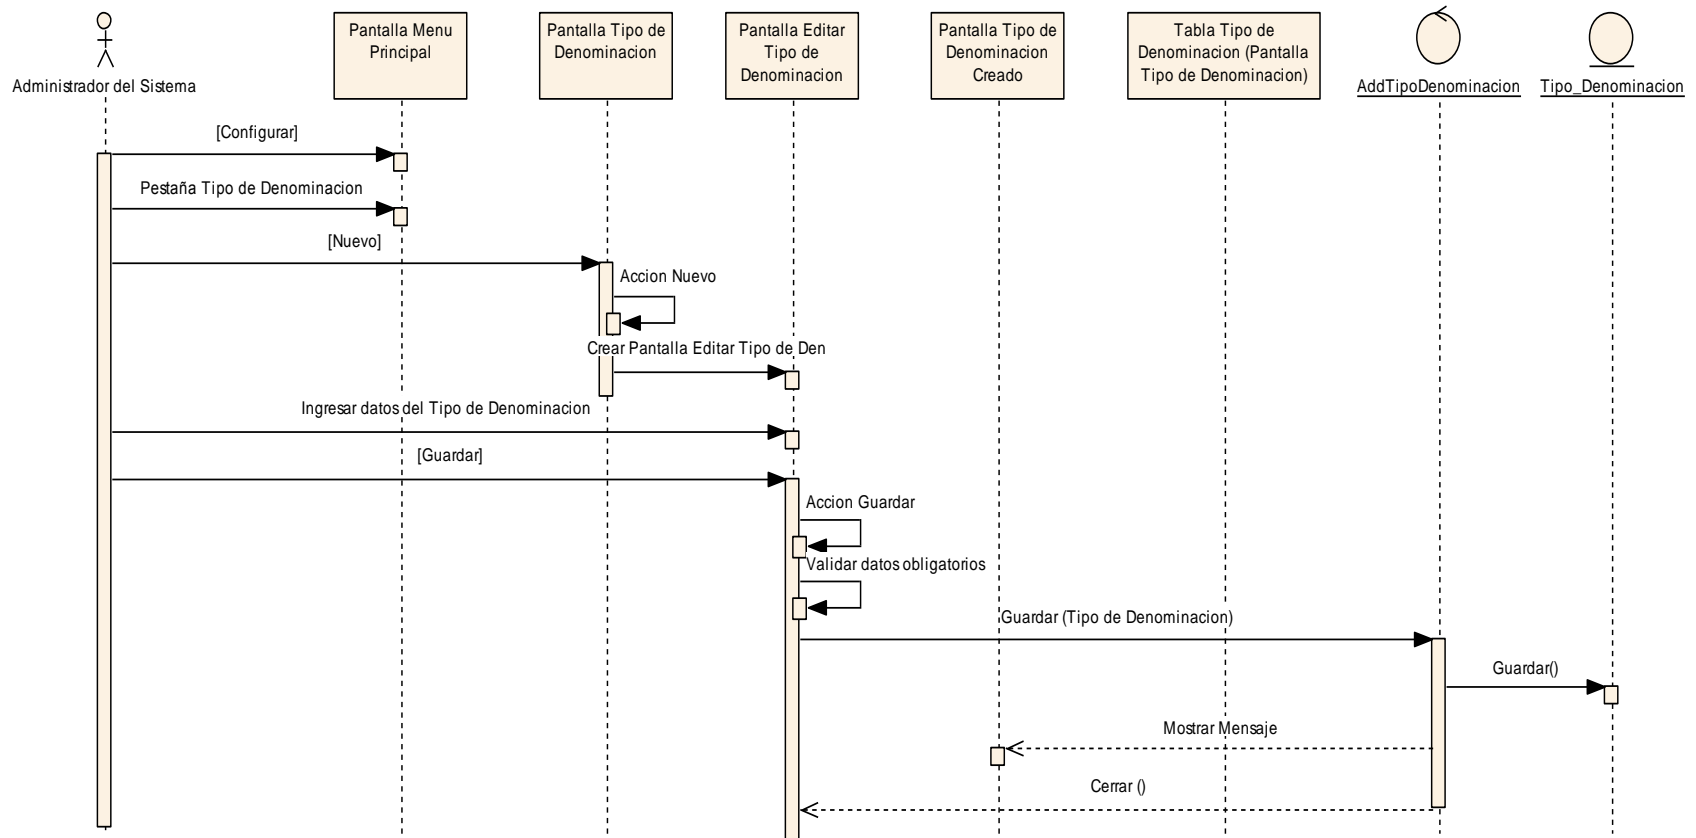 Administrador del Sistema
Pantalla Menu
Principal
Pantalla Tipo de
Denominacion
Pantalla Editar
Tipo de
Denominacion
Pantalla Tipo de
Denominacion
Creado
Tabla Tipo de
Denominacion (Pantalla
Tipo de Denominacion)
AddTipoDenominacion
Tipo_Denominacion
[Configurar]
Pestaña Tipo de Denominacion
[Nuevo]
Accion Nuevo
Crear Pantalla Editar Tipo de Den
Ingresar datos del Tipo de Denominacion
[Guardar]
Accion Guardar
Validar datos obligatorios
Guardar (Tipo de Denominacion)
Guardar()
Mostrar Mensaje
Cerrar ()